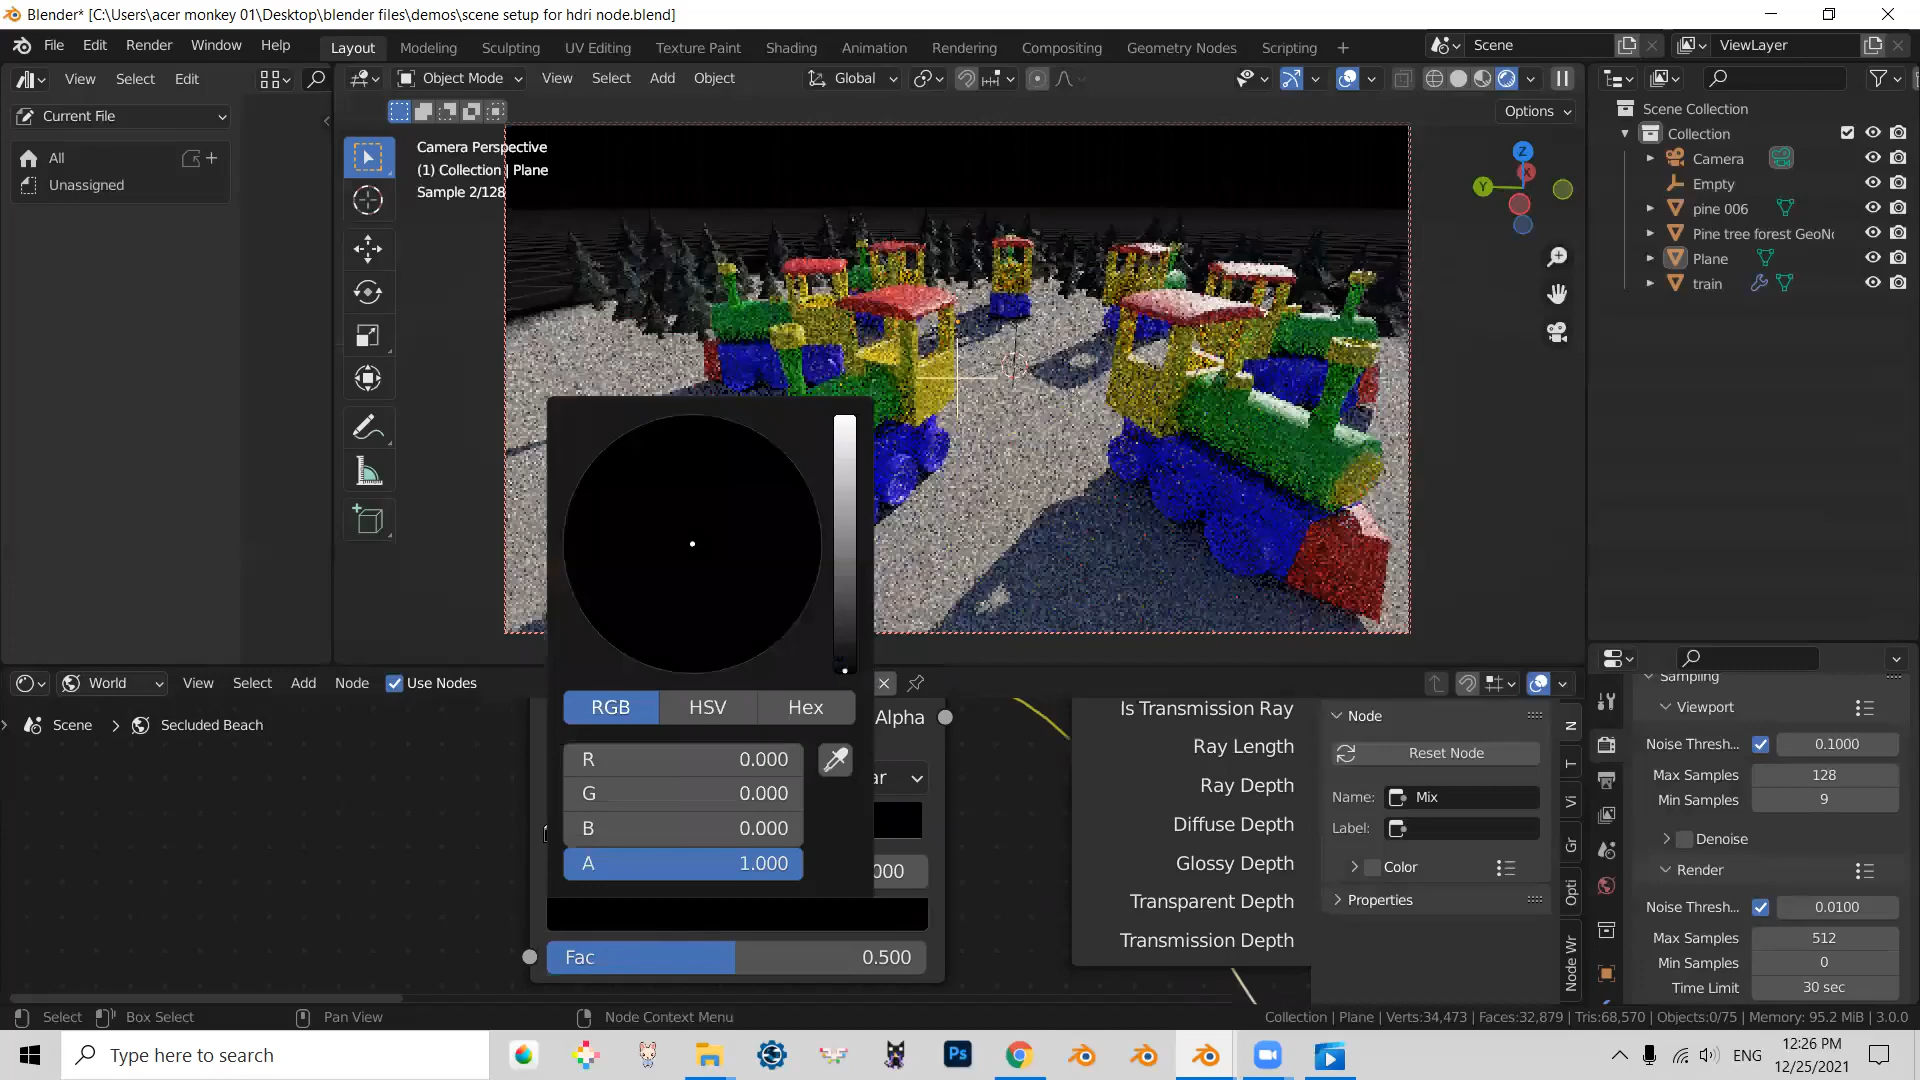 Blender* [C:\Users\acer monkey 01\Desktop\blender files\demos\scene setup for hdri node.blend]
File Edit Render Window Help Layout Modeling Sculpting UV Editing Texture Paint Shading Animation Rendering Compositing Geometry Nodes Scripting + Scene ViewLayer
View Select Edit Object Mode View Select Add Object Global
Options
Current File
All
Unassigned
Camera Perspective
(1) Collection | Plane
Sample 2/128
Z
X
Y
Scene Collection
Collection
Camera
Empty
pine 006
Pine tree forest GeoNo
Plane
train
World View Select Add Node Use Nodes
Scene > Secluded Beach
RGB HSV Hex
R 0.000
G 0.000
B 0.000
A 1.000
Alpha
ar
000
Fac 0.500
Is Transmission Ray
Ray Length
Ray Depth
Diffuse Depth
Glossy Depth
Transparent Depth
Transmission Depth
Node
Reset Node
Name: Mix
Label:
Color
Properties
N
T
Vi
Gr
Opti
Node Wr
Sampling
Viewport
Noise Thresh... 0.1000
Max Samples 128
Min Samples 9
Denoise
Render
Noise Thresh... 0.0100
Max Samples 512
Min Samples 0
Time Limit 30 sec
Select Box Select Pan View Node Context Menu Collection | Plane | Verts:34,473 | Faces:32,879 | Tris:68,570 | Objects:0/75 | Memory: 95.2 MiB | 3.0.0
Type here to search
Ps
ENG
12:26 PM
12/25/2021